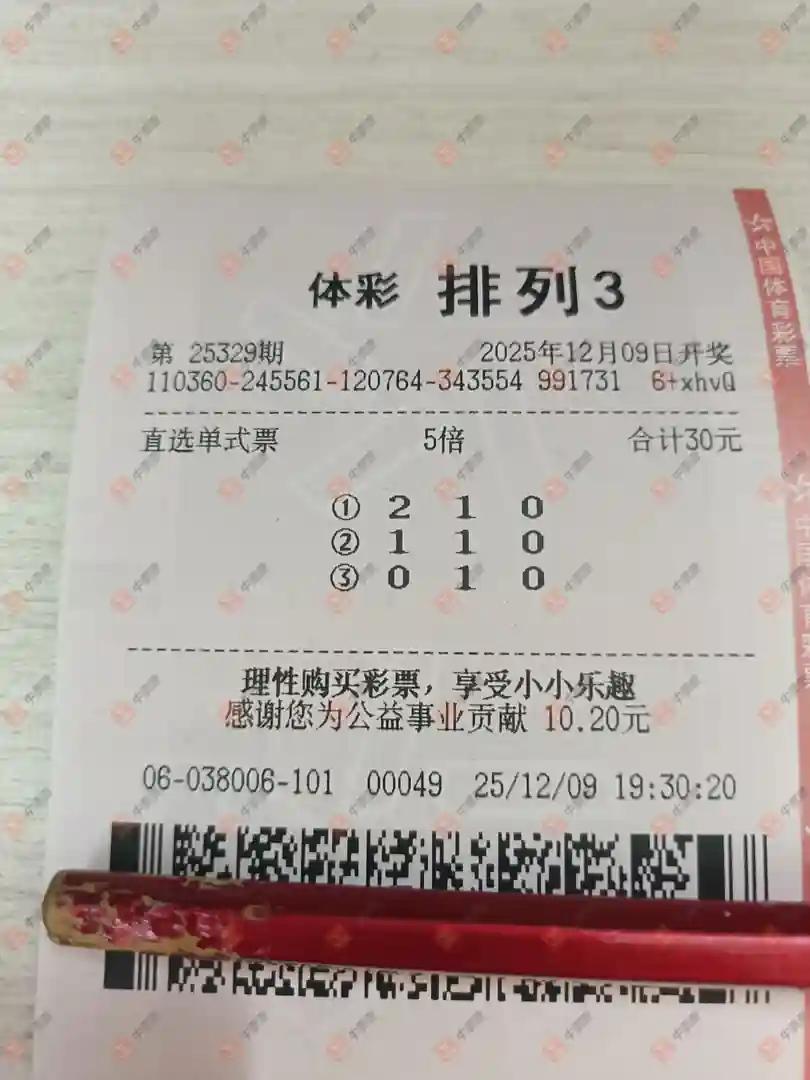 体彩 排列3
第 25329期 2025年12月09日开奖
110360-245561-120764-343554 991731 6+xhvQ
直选单式票 5倍 合计30元
① 2 1 0
② 1 1 0
③ 0 1 0
理性购买彩票，享受小小乐趣
感谢您为公益事业贡献 10.20元
06-038006-101 00049 25/12/09 19:30:20
中国体育彩票